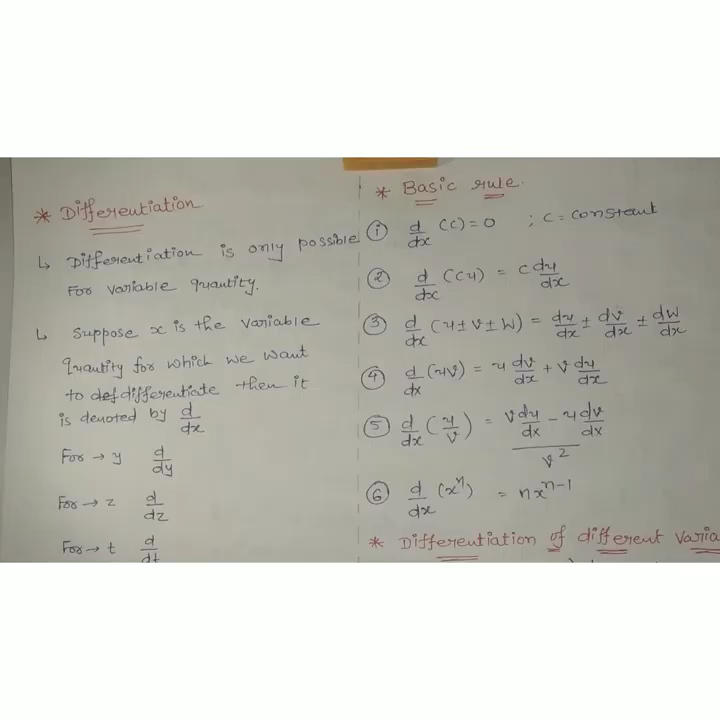 * Differentiation
↳ Differentiation is only possible
For variable quantity.
↳ Suppose x is the variable
quantity for which we want
to def differentiate then it
is denoted by d/dx
For → y d/dy
For → z d/dz
For → t d/dt
* Basic rule.
① d/dx (c) = 0 ; c = constant
② d/dx (cu) = c du/dx
③ d/dx (u ± v ± w) = du/dx ± dv/dx ± dw/dx
④ d/dx (uv) = u dv/dx + v du/dx
⑤ d/dx (u/v) = (v du/dx - u dv/dx)/v²
⑥ d/dx (xⁿ) = nxⁿ⁻¹
* Differentiation of different varia